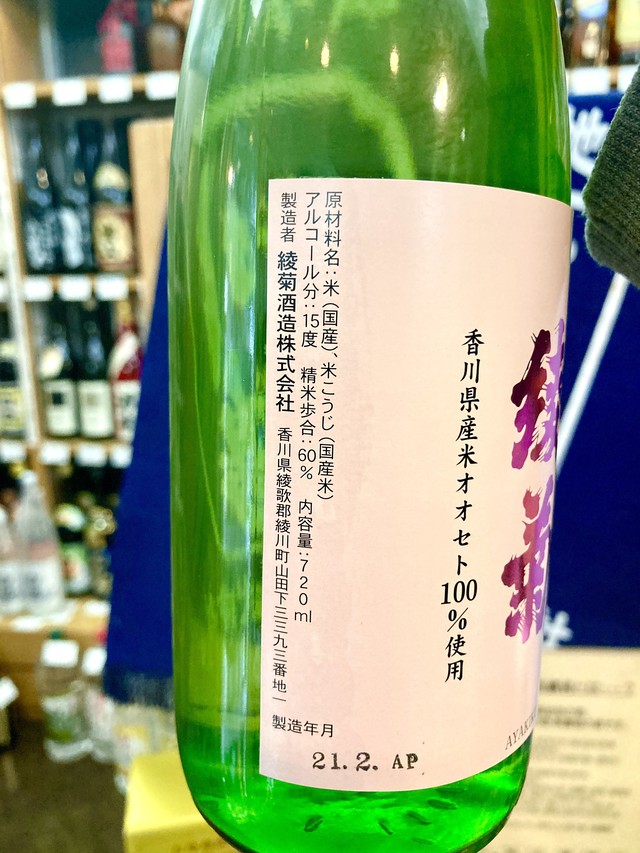 綾菊
香川県産米オオセト100%使用
原材料名:米(国産)、米こうじ(国産米)
アルコール分:15度 精米歩合:60% 内容量:720ml
製造者 綾菊酒造株式会社 香川県綾歌郡綾川町山田下三三九三番地一
製造年月
21.2. AP